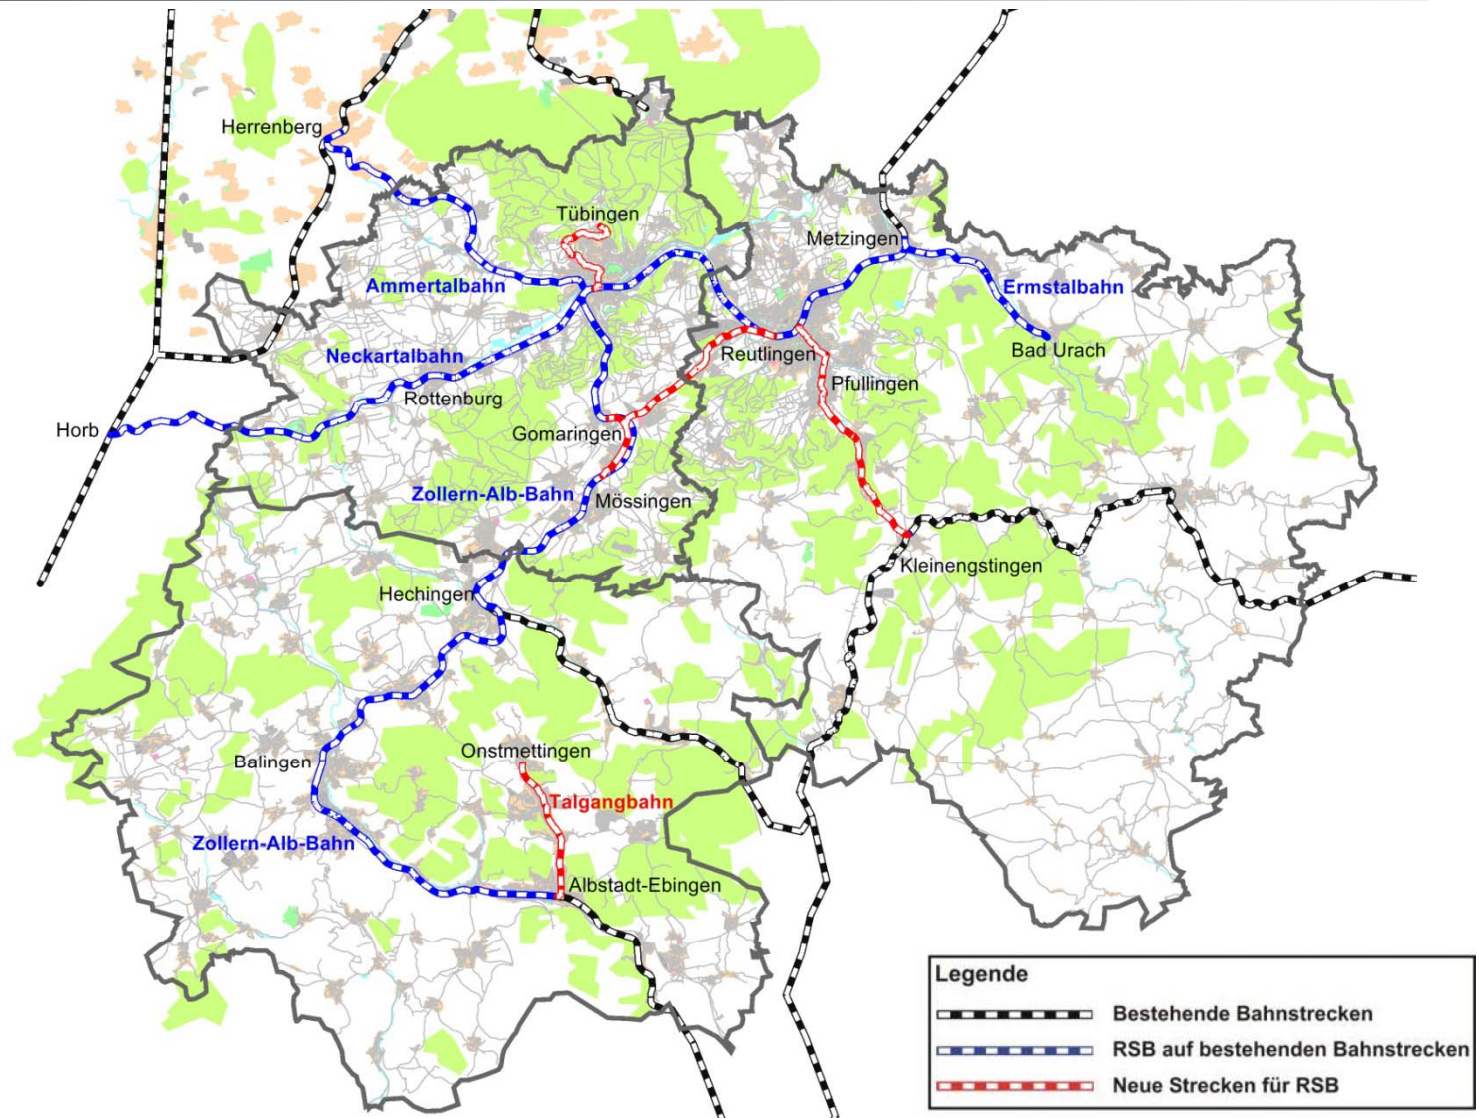 Herrenberg
Tübingen
Metzingen
Ammertalbahn
Ermstalbahn
Neckartalbahn
Reutlingen
Bad Urach
Pfullingen
Rottenburg
Horb
Gomaringen
Zollern-Alb-Bahn
Mössingen
Kleinengstingen
Hechingen
Onstmettingen
Balingen
Talgangbahn
Zollern-Alb-Bahn
Albstadt-Ebingen
Legende
Bestehende Bahnstrecken
RSB auf bestehenden Bahnstrecken
Neue Strecken für RSB